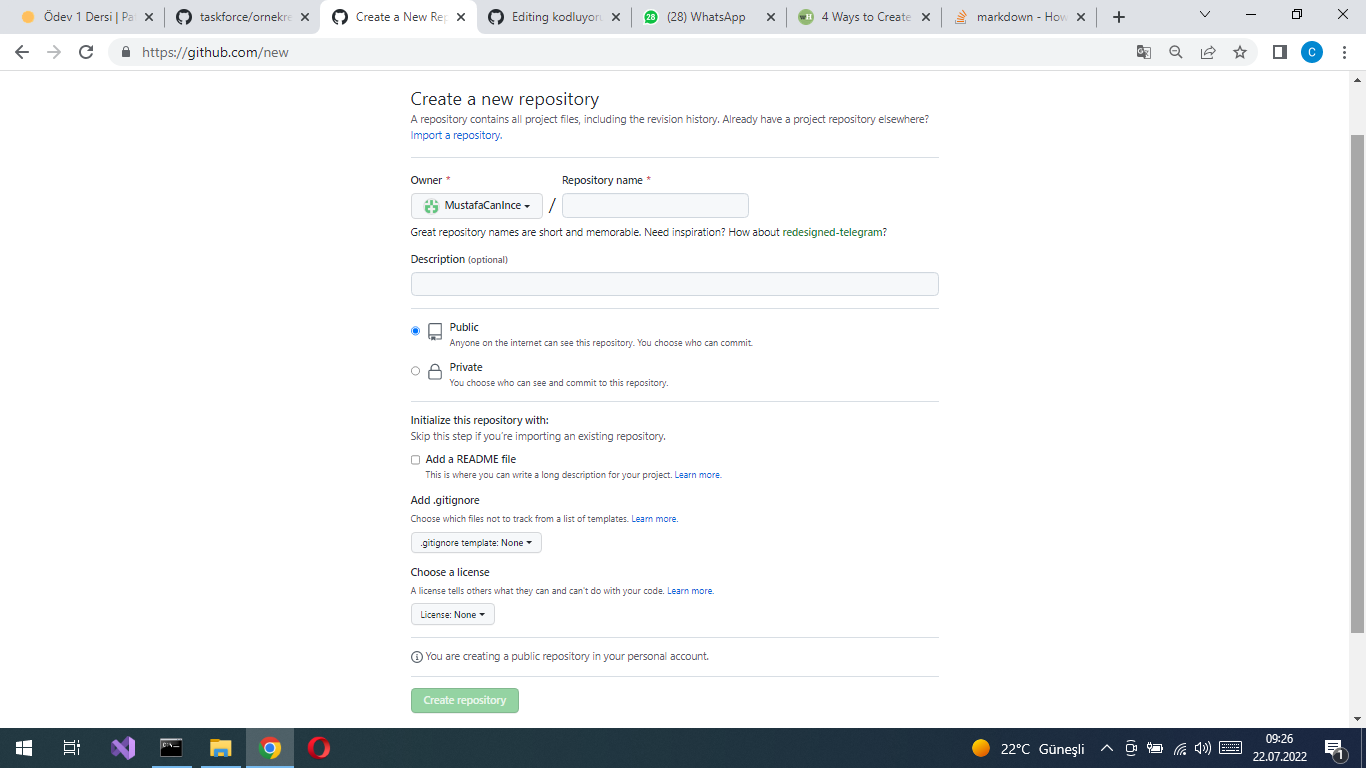 Ödev 1 Dersi | Pa
taskforce/ornekre
Create a New Rep
Editing kodluyoru
(28) WhatsApp
4 Ways to Create
markdown - How
https://github.com/new
C
Create a new repository
A repository contains all project files, including the revision history. Already have a project repository elsewhere?
Import a repository.
Owner *
Repository name *
MustafaCanInce
/
Great repository names are short and memorable. Need inspiration? How about redesigned-telegram?
Description (optional)
Public
Anyone on the internet can see this repository. You choose who can commit.
Private
You choose who can see and commit to this repository.
Initialize this repository with:
Skip this step if you're importing an existing repository.
Add a README file
This is where you can write a long description for your project. Learn more.
Add .gitignore
Choose which files not to track from a list of templates. Learn more.
.gitignore template: None
Choose a license
A license tells others what they can and can't do with your code. Learn more.
License: None
You are creating a public repository in your personal account.
Create repository
22°C Güneşli
09:26
22.07.2022
1